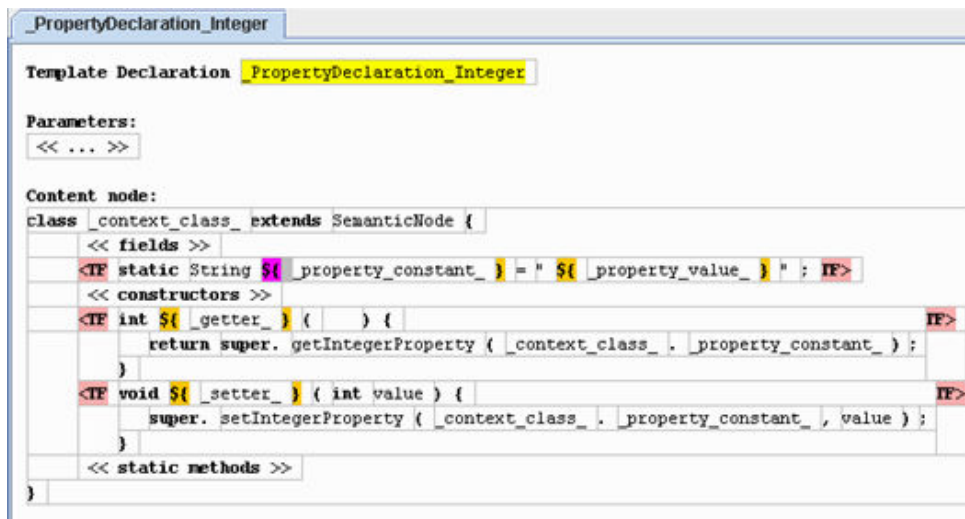 _PropertyDeclaration_Integer
Template Declaration _PropertyDeclaration_Integer
Parameters:
<< ... >>
Content node:
class _context_class_ extends SemanticNode {
<< fields >>
<TF static String ${ _property_constant_ } = " ${ _property_value_ } " ; TF>
<< constructors >>
<TF int ${ _getter_ } ( ) { TF>
return super. getIntegerProperty ( _context_class_ . _property_constant_ ) ;
}
<TF void ${ _setter_ } ( int value ) { TF>
super. setIntegerProperty ( _context_class_ . _property_constant_ , value ) ;
}
<< static methods >>
}